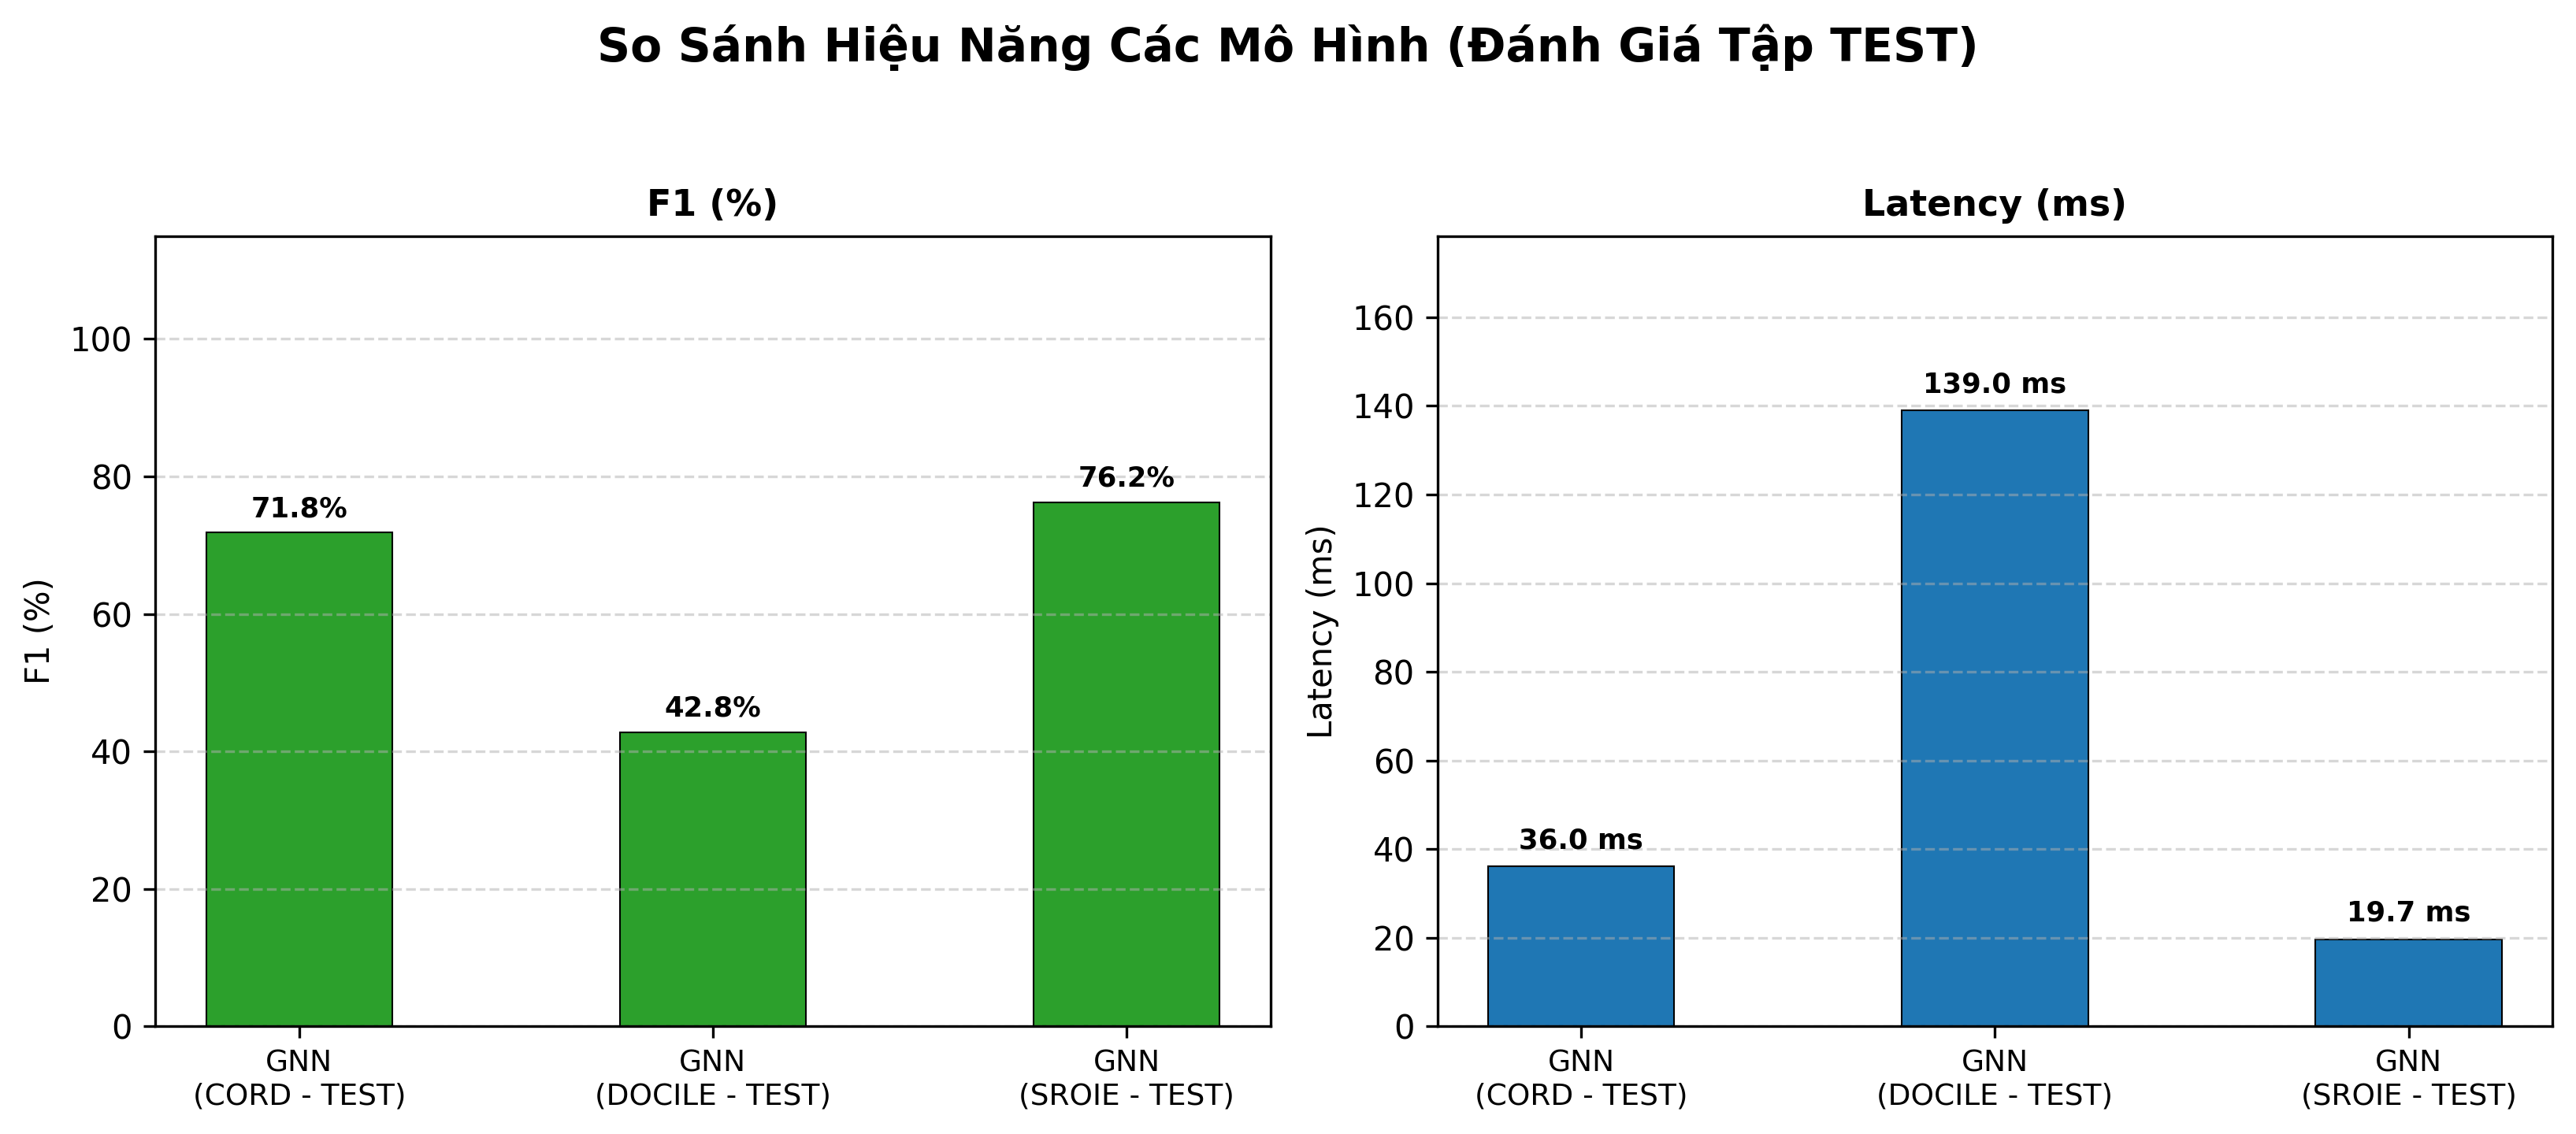 So Sánh Hiệu Năng Các Mô Hình (Đánh Giá Tập TEST)
F1 (%)
F1 (%)
100
80
60
40
20
0
71.8%
42.8%
76.2%
GNN
(CORD - TEST)
GNN
(DOCILE - TEST)
GNN
(SROIE - TEST)
Latency (ms)
Latency (ms)
160
140
120
100
80
60
40
20
0
36.0 ms
139.0 ms
19.7 ms
GNN
(CORD - TEST)
GNN
(DOCILE - TEST)
GNN
(SROIE - TEST)